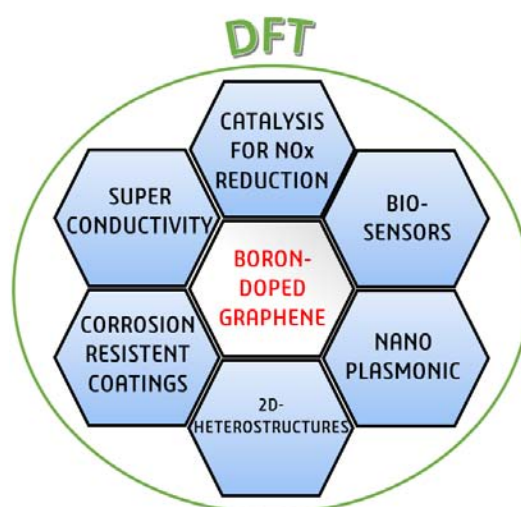 DFT
CATALYSIS
FOR NOx
REDUCTION
SUPER
CONDUCTIVITY
BIO-
SENSORS
BORON-
DOPED
GRAPHENE
CORROSION
RESISTENT
COATINGS
NANO
PLASMONIC
2D-
HETEROSTRUCTURES